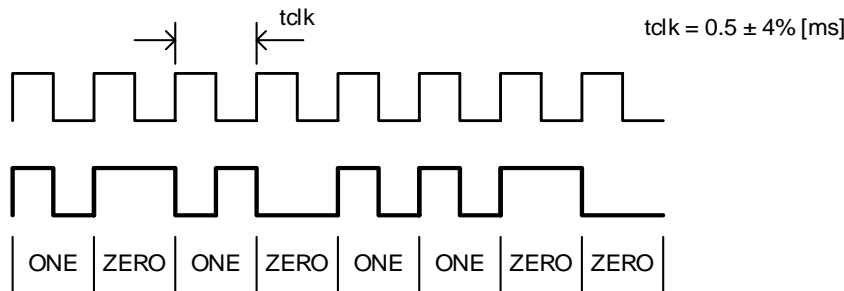 tclk
tclk = 0.5 ± 4% [ms]
ONE ZERO ONE ZERO ONE ONE ZERO ZERO